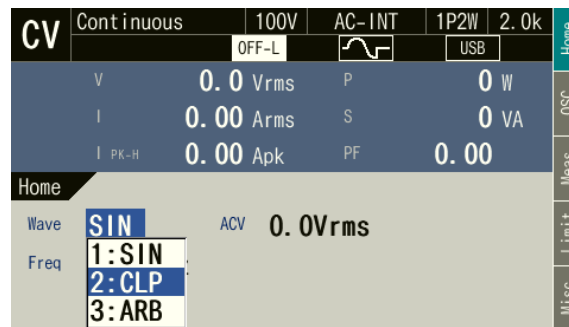 CV
Continuous 100V AC-INT 1P2W 2.0k
OFF-L USB
V 0.0 Vrms P 0 W
I 0.00 Arms S 0 VA
I PK-H 0.00 Apk PF 0.00
Home
Wave SIN ACV 0.0Vrms
Freq
1:SIN
2:CLP
3:ARB
Home
OSC
Meas
Limit
Misc